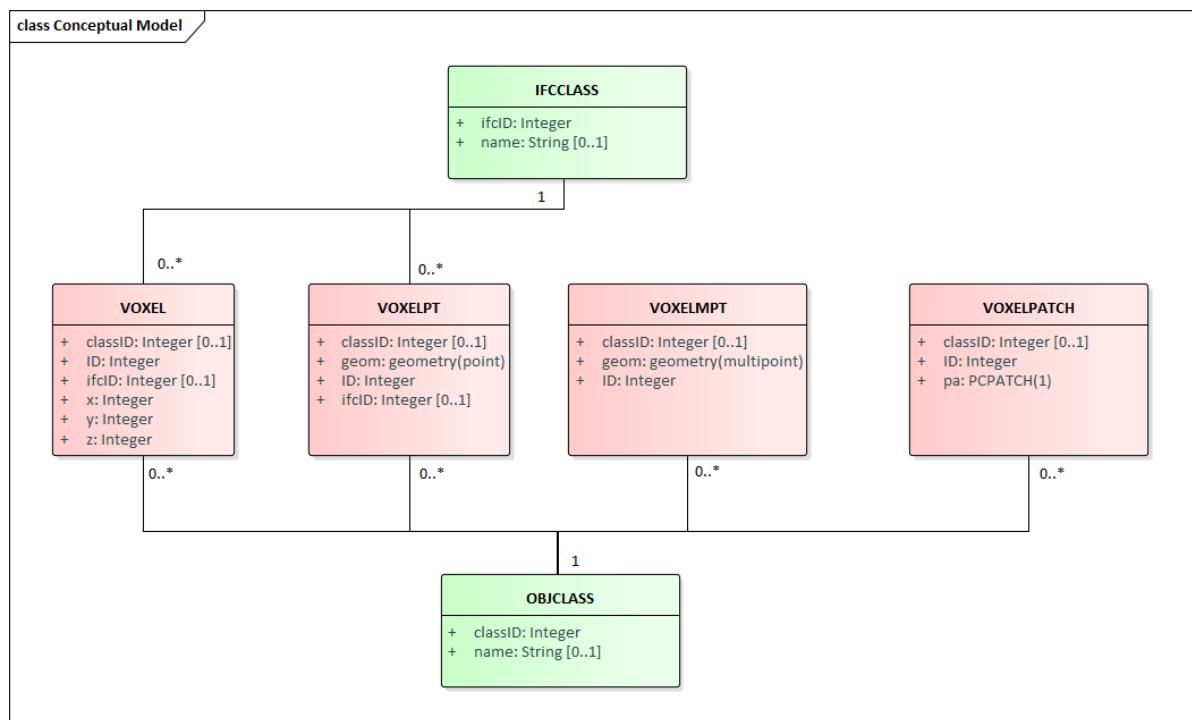 class Conceptual Model
IFCCLASS
+ ifcID: Integer
+ name: String [0..1]
1
0..*
0..*
VOXEL
+ classID: Integer [0..1]
+ ID: Integer
+ ifcID: Integer [0..1]
+ x: Integer
+ y: Integer
+ z: Integer
VOXELPT
+ classID: Integer [0..1]
+ geom: geometry(point)
+ ID: Integer
+ ifcID: Integer [0..1]
VOXELMPT
+ classID: Integer [0..1]
+ geom: geometry(multipoint)
+ ID: Integer
VOXELPATCH
+ classID: Integer [0..1]
+ ID: Integer
+ pa: PCPATCH(1)
0..*
0..*
0..*
0..*
1
OBJCLASS
+ classID: Integer
+ name: String [0..1]